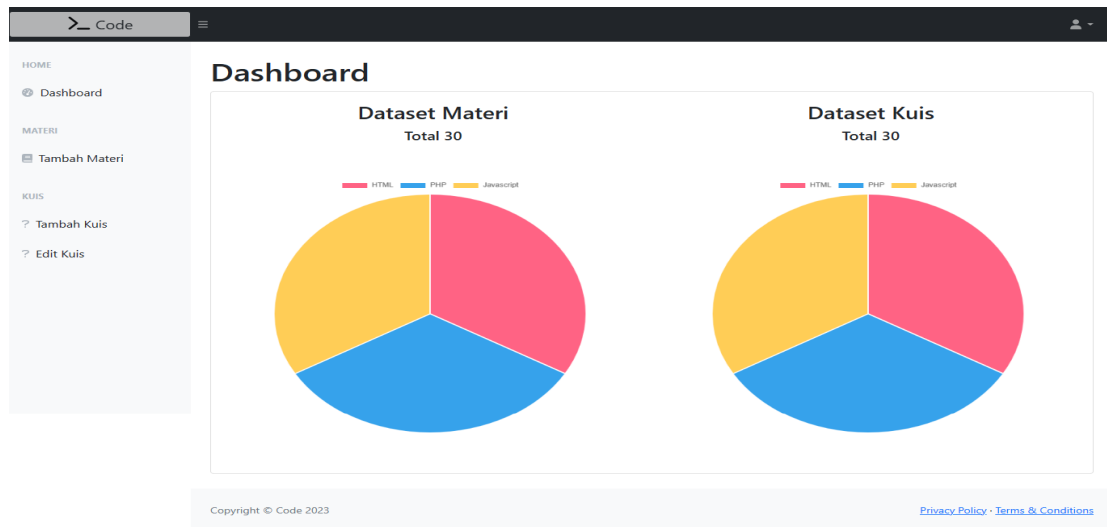 >_ Code
HOME
Dashboard
MATERI
Tambah Materi
KUIS
? Tambah Kuis
? Edit Kuis
Dashboard
Dataset Materi
Total 30
HTML PHP Javascript
Dataset Kuis
Total 30
HTML PHP Javascript
Copyright © Code 2023
Privacy Policy · Terms & Conditions